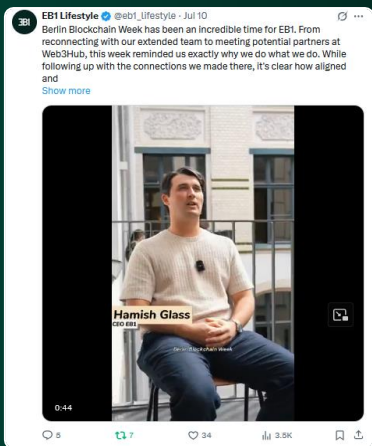 EB1 Lifestyle @eb1_lifestyle · Jul 10
Berlin Blockchain Week has been an incredible time for EB1. From
reconnecting with our extended team to meeting potential partners at
Web3Hub, this week reminded us exactly why we do what we do. While
following up with the connections we made there, it's clear how aligned
and
Show more
Hamish Glass
CEO EB1
Berlin Blockchain Week
0:44
5
7
34
3.5K